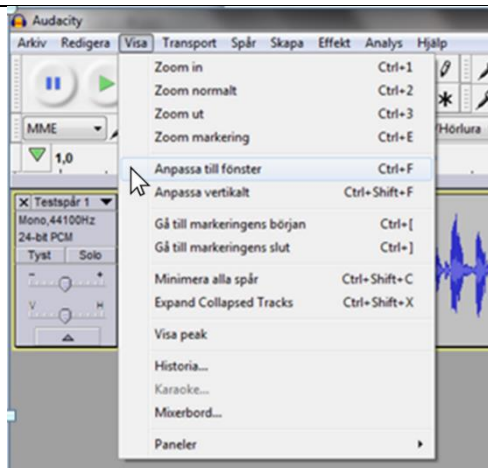 Audacity
Arkiv Redigera Visa Transport Spår Skapa Effekt Analys Hjälp
Zoom in Ctrl+1
Zoom normalt Ctrl+2
Zoom ut Ctrl+3
Zoom markering Ctrl+E
Anpassa till fönster Ctrl+F
Anpassa vertikalt Ctrl+Shift+F
Gå till markeringens början Ctrl+[
Gå till markeringens slut Ctrl+]
Minimera alla spår Ctrl+Shift+C
Expand Collapsed Tracks Ctrl+Shift+X
Visa peak
Historia...
Karaoke...
Mixerbord...
Paneler
MME
/Hörlura
1,0
X Testspår 1
Mono,44100Hz
24-bit PCM
Tyst Solo
- +
V H